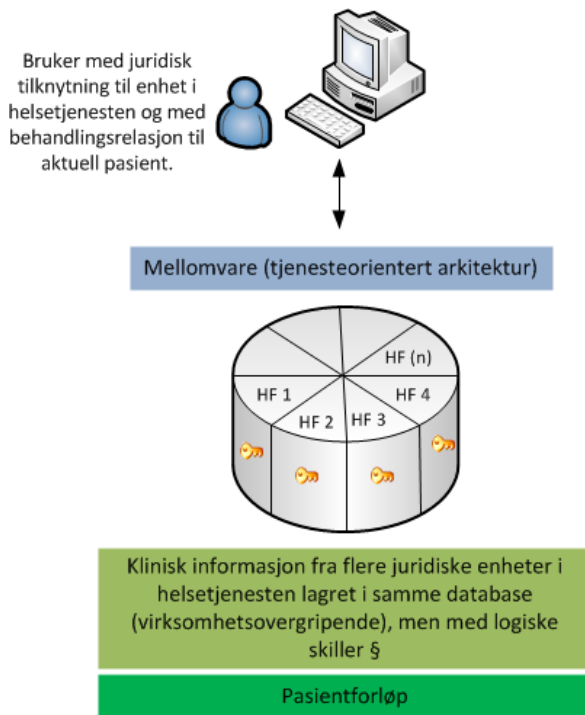 Bruker med juridisk
tilknytning til enhet i
helsetjenesten og med
behandlingsrelasjon til
aktuell pasient.
Mellomvare (tjenesteorientert arkitektur)
HF (n)
HF 1
HF 4
HF 2
HF 3
Klinisk informasjon fra flere juridiske enheter i
helsetjenesten lagret i samme database
(virksomhetsovergripende), men med logiske
skiller §
Pasientforløp